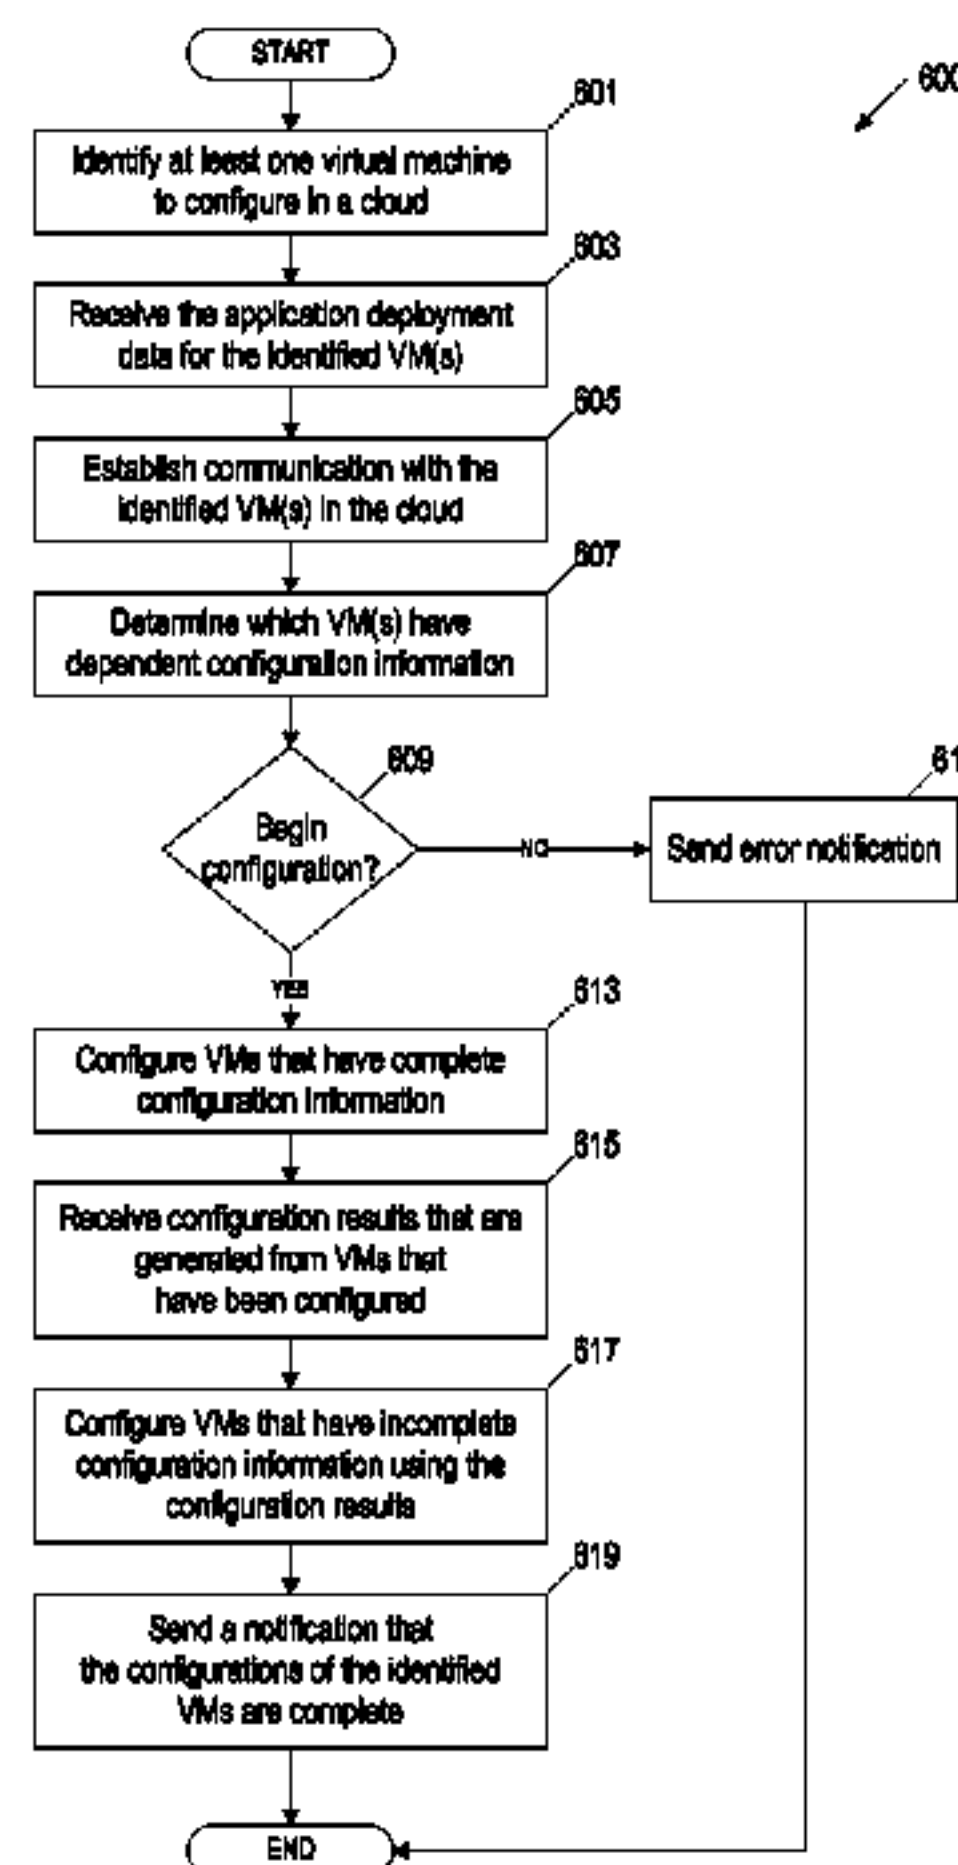 START
600
601
Identify at least one virtual machine
to configure in a cloud
603
Receive the application deployment
data for the identified VM(s)
605
Establish communication with the
identified VM(s) in the cloud
607
Determine which VM(s) have
dependent configuration information
609
Begin
configuration?
NO
61
Send error notification
YES
613
Configure VMs that have complete
configuration information
615
Receive configuration results that are
generated from VMs that
have been configured
617
Configure VMs that have incomplete
configuration information using the
configuration results
619
Send a notification that
the configurations of the identified
VMs are complete
END